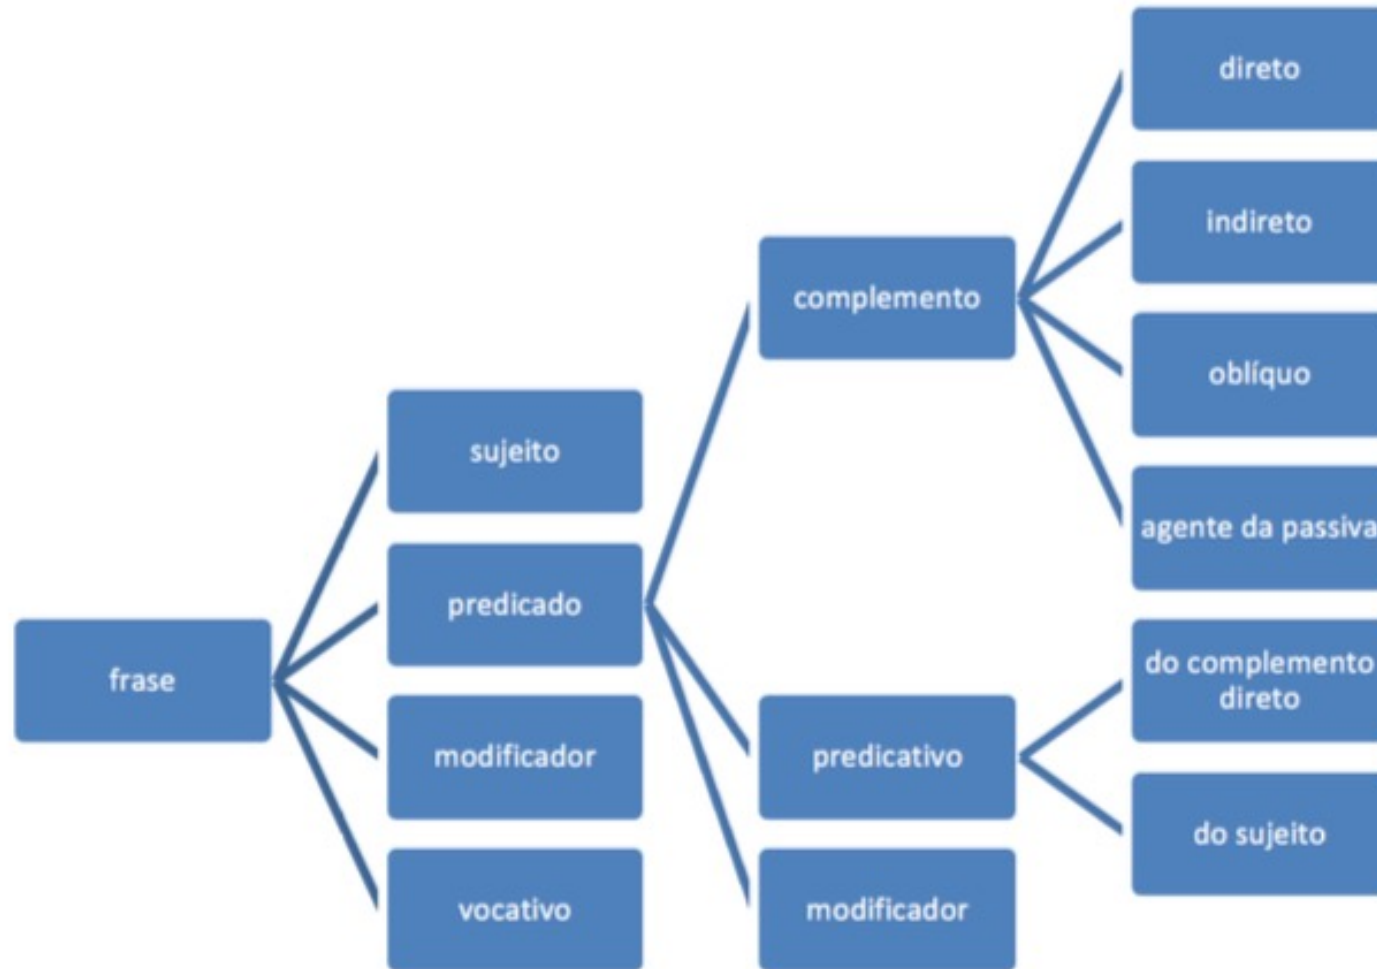 frase
sujeito
predicado
modificador
vocativo
complemento
predicativo
modificador
direto
indireto
oblíquo
agente da passiva
do complemento
direto
do sujeito